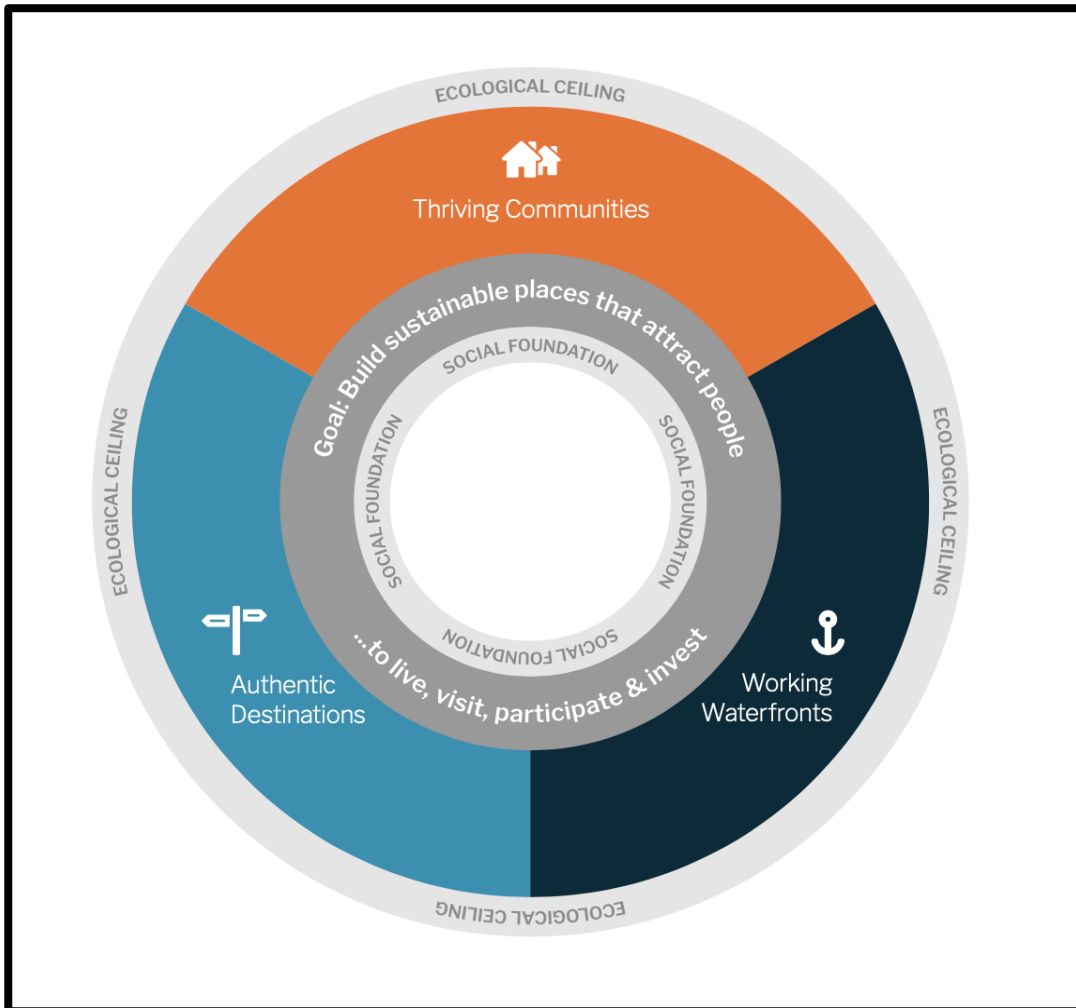 ECOLOGICAL CEILING
Thriving Communities
Goal: Build sustainable places that attract people
SOCIAL FOUNDATION
SOCIAL FOUNDATION
SOCIAL FOUNDATION
ECOLOGICAL CEILING
ECOLOGICAL CEILING
SOCIAL FOUNDATION
...to live, visit, participate & invest
Authentic
Destinations
Working
Waterfronts
ECOLOGICAL CEILING